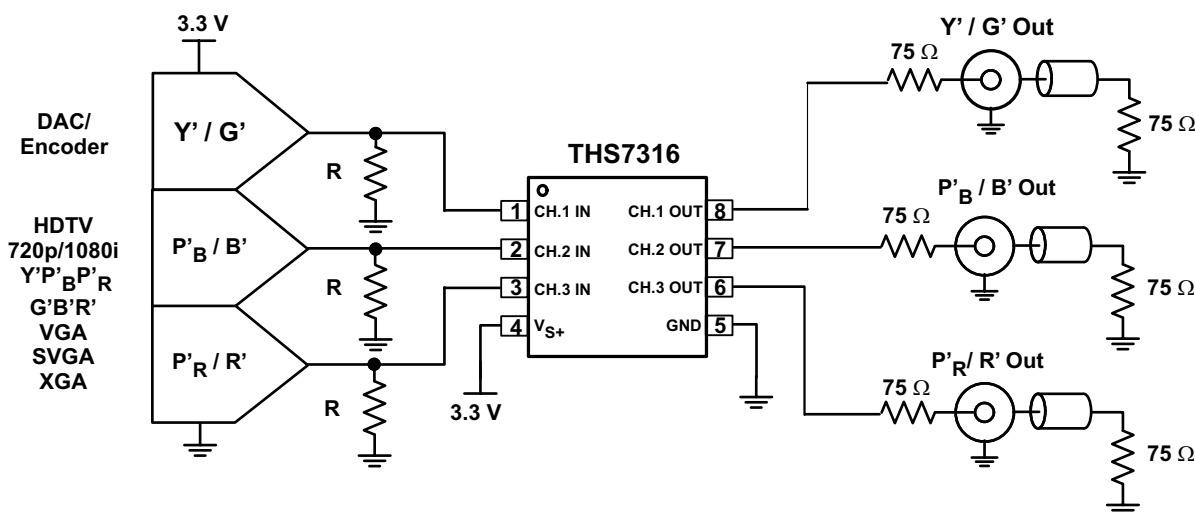 3.3 V
DAC/
Encoder
HDTV
720p/1080i
Y'P'BP'R
G'B'R'
VGA
SVGA
XGA
Y' / G'
P'B / B'
P'R / R'
R
R
R
3.3 V
THS7316
1 CH.1 IN CH.1 OUT 8
2 CH.2 IN CH.2 OUT 7
3 CH.3 IN CH.3 OUT 6
4 VS+ GND 5
Y' / G' Out
75 Ω
75 Ω
P'B / B' Out
75 Ω
75 Ω
P'R/ R' Out
75 Ω
75 Ω